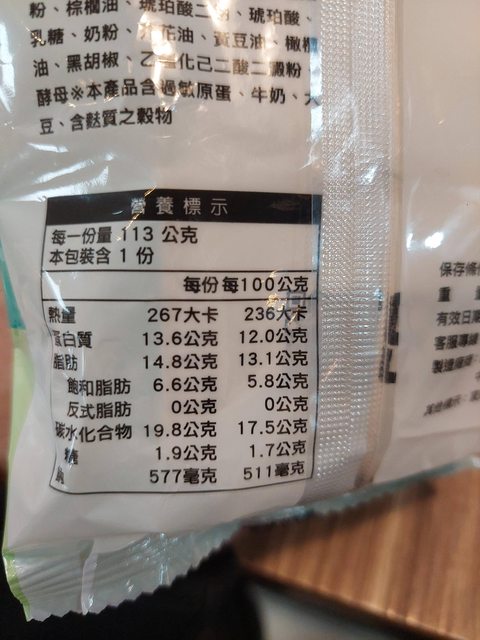 粉、棕櫚油、琥珀酸二鈉、琥珀酸、
乳糖、奶粉、花油、黃豆油、橄欖
油、黑胡椒、乙醯化己二酸二澱粉
酵母※本產品含過敏原蛋、牛奶、大
豆、含麩質之穀物
營養標示
每一份量 113 公克
本包裝含 1 份
每份 每100公克
熱量 267大卡 236大卡
蛋白質 13.6公克 12.0公克
脂肪 14.8公克 13.1公克
飽和脂肪 6.6公克 5.8公克
反式脂肪 0公克 0公克
碳水化合物 19.8公克 17.5公克
糖 1.9公克 1.7公克
鈉 577毫克 511毫克
保存條件
重
有效日期
客服專線
製造廠商